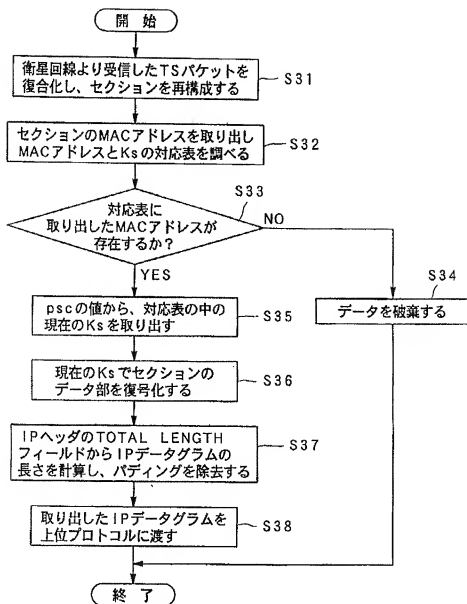 開始
衛星回線より受信したTSパケットを
復合化し、セクションを再構成する
S31
セクションのMACアドレスを取り出し
MACアドレスとKsの対応表を調べる
S32
S33
対応表に
取り出したMACアドレスが
存在するか?
NO
YES
S34
データを破棄する
pscの値から、対応表の中の
現在のKsを取り出す
S35
現在のKsでセクションの
データ部を復号化する
S36
IPヘッダのTOTAL LENGTH
フィールドからIPデータグラムの
長さを計算し、パディングを除去する
S37
取り出したIPデータグラムを
上位プロトコルに渡す
S38
終了